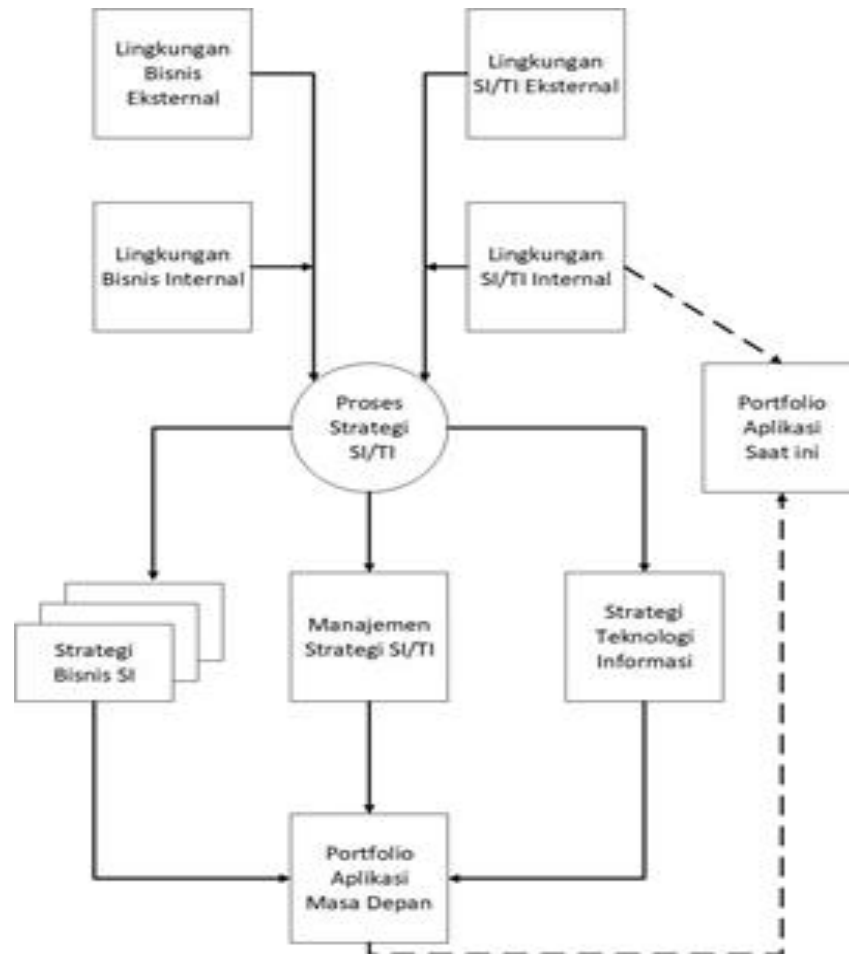 Lingkungan
Bisnis
Eksternal
Lingkungan
SI/TI Eksternal
Lingkungan
Bisnis Internal
Lingkungan
SI/TI Internal
Proses
Strategi
SI/TI
Portfolio
Aplikasi
Saat ini
Strategi
Bisnis SI
Manajemen
Strategi SI/TI
Strategi
Teknologi
Informasi
Portfolio
Aplikasi
Masa Depan